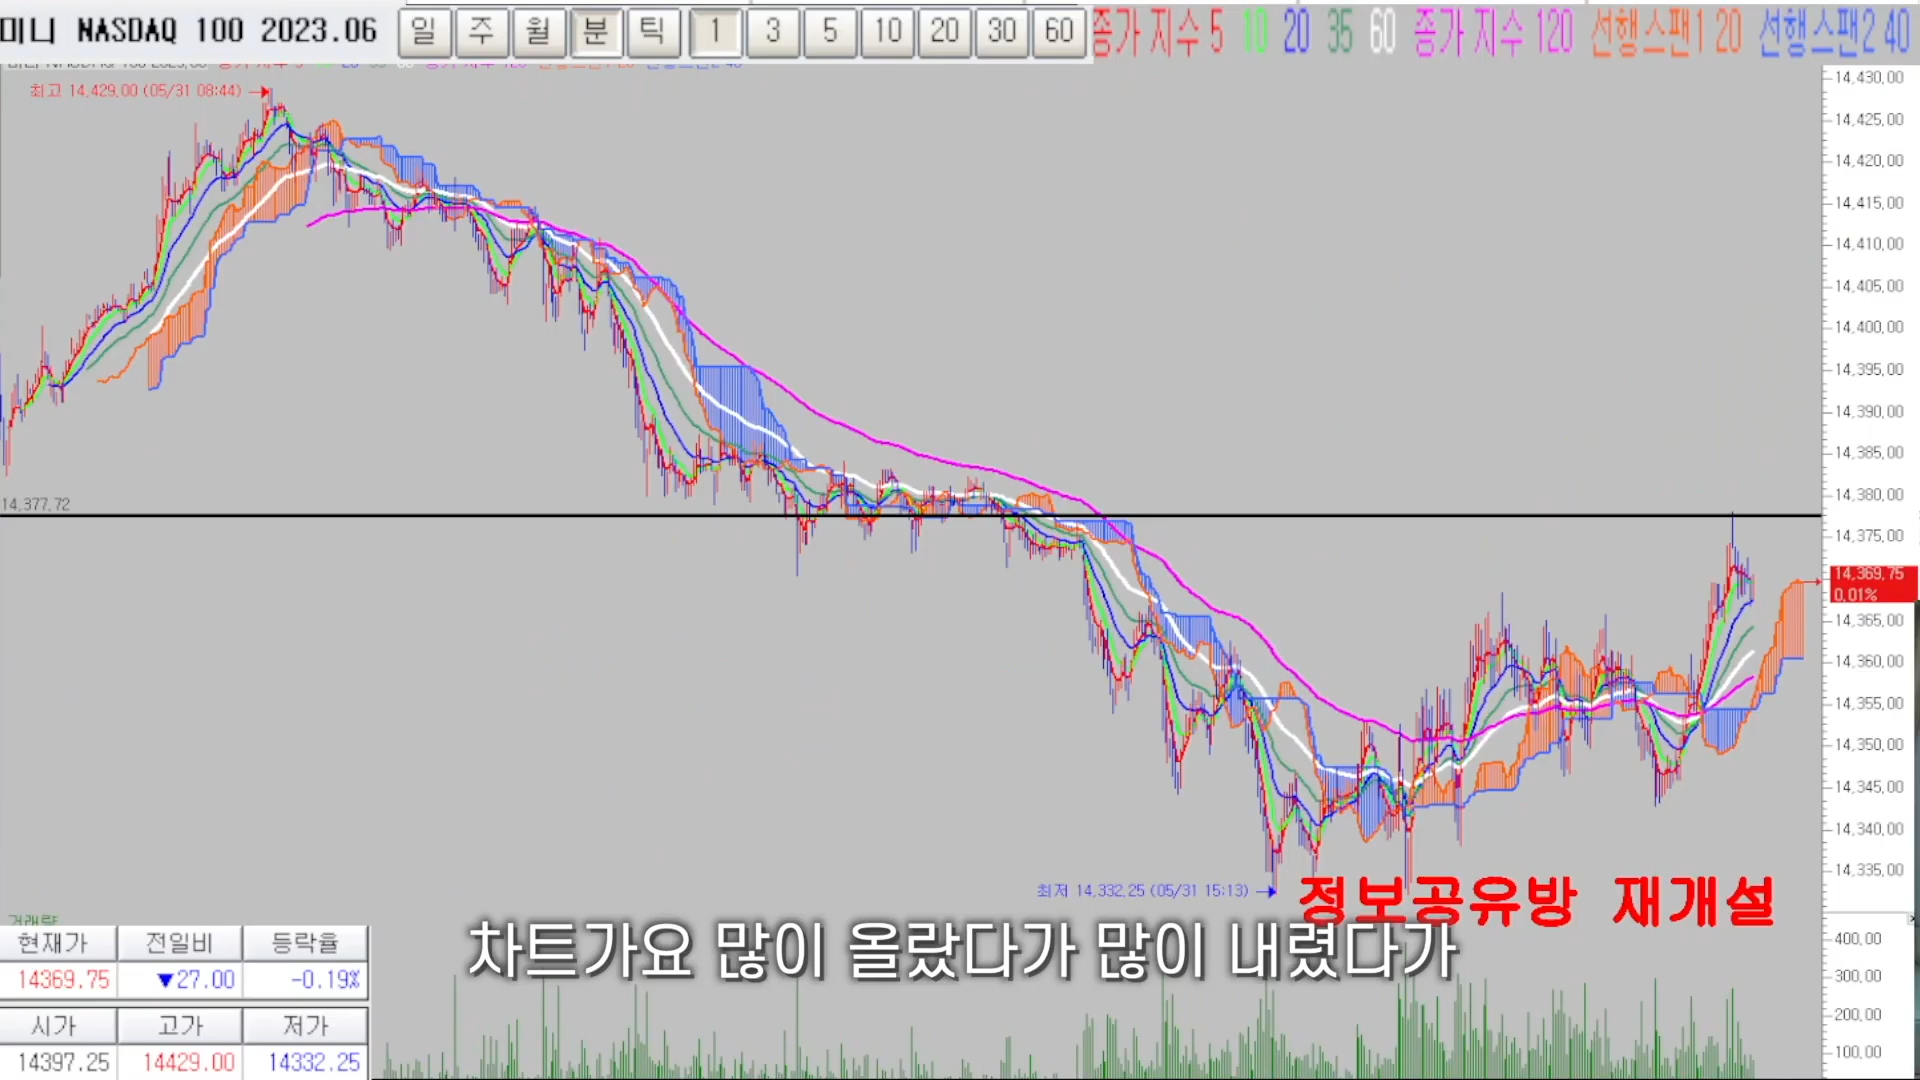 미니 NASDAQ 100 2023.06 일 주 월 분 틱 1 3 5 10 20 30 60 종가 지수 5 10 20 35 60 종가 지수 120 선행스팬1 20 선행스팬2 40
최고 14,429.00 (05/31 08:44)
14,430.00
14,425.00
14,420.00
14,415.00
14,410.00
14,405.00
14,400.00
14,395.00
14,390.00
14,385.00
14,380.00
14,377.72
14,375.00
14,369.75
0.01%
14,365.00
14,360.00
14,355.00
14,350.00
14,345.00
14,340.00
14,335.00
최저 14,332.25 (05/31 15:13)
정보공유방 재개설
거래량
차트가요 많이 올랐다가 많이 내렸다가
현재가 전일비 등락율
14369.75 ▼27.00 -0.19%
시가 고가 저가
14397.25 14429.00 14332.25
400.00
300.00
200.00
100.00